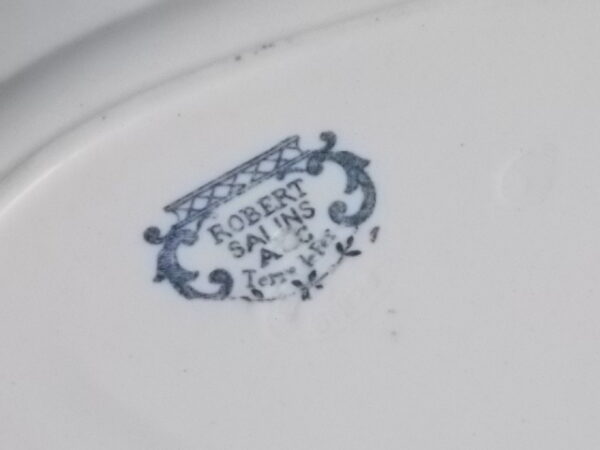 ROBERT
SALINS
A C
Terre de Fer